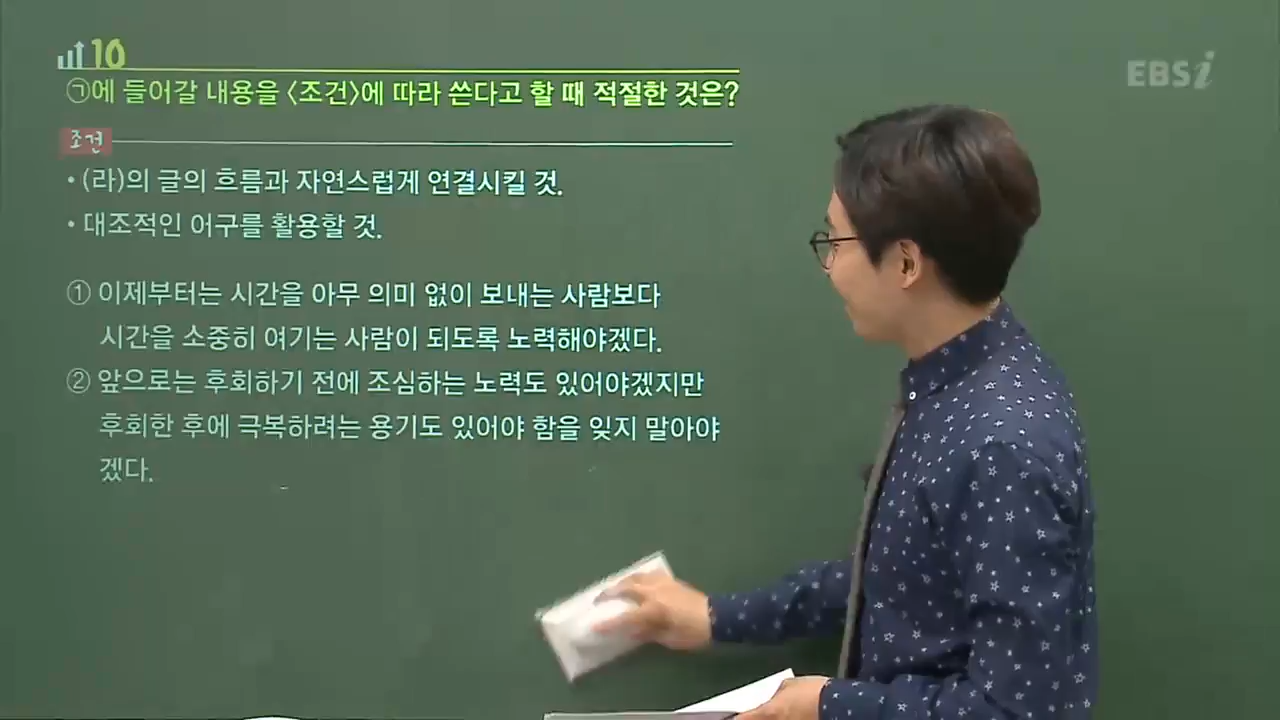 10
EBSi
㉠에 들어갈 내용을 <조건>에 따라 쓴다고 할 때 적절한 것은?
조건
• (라)의 글의 흐름과 자연스럽게 연결시킬 것.
• 대조적인 어구를 활용할 것.
① 이제부터는 시간을 아무 의미 없이 보내는 사람보다
시간을 소중히 여기는 사람이 되도록 노력해야겠다.
② 앞으로는 후회하기 전에 조심하는 노력도 있어야겠지만
후회한 후에 극복하려는 용기도 있어야 함을 잊지 말아야
겠다.